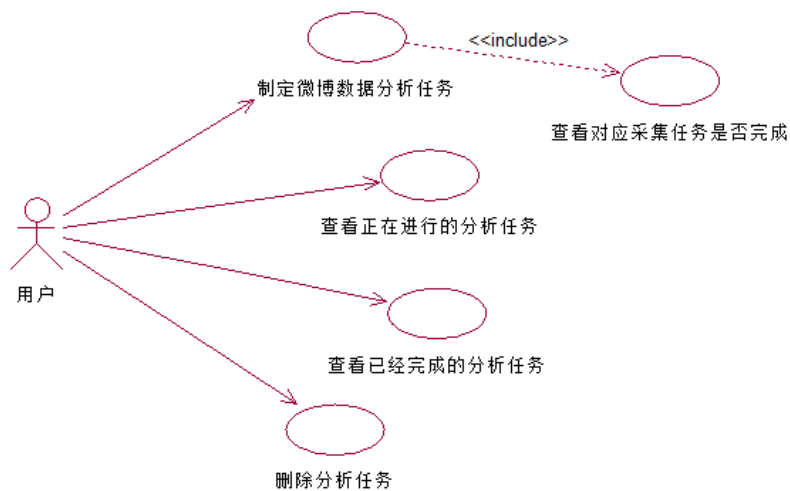 <<include>>
制定微博数据分析任务
查看对应采集任务是否完成
查看正在进行的分析任务
用户
查看已经完成的分析任务
删除分析任务